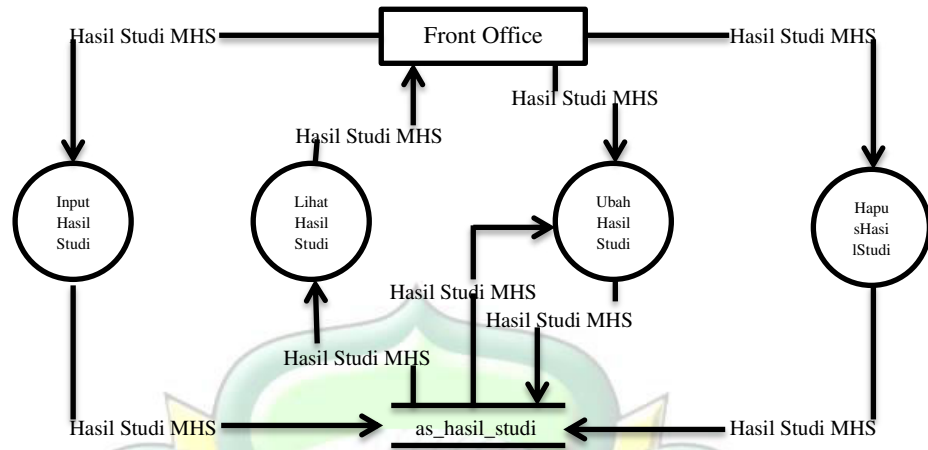 Hasil Studi MHS
Front Office
Hasil Studi MHS
Hasil Studi MHS
Hasil Studi MHS
Input
Hasil
Studi
Lihat
Hasil
Studi
Ubah
Hasil
Studi
Hapu
sHasi
lStudi
Hasil Studi MHS
Hasil Studi MHS
Hasil Studi MHS
Hasil Studi MHS
as_hasil_studi
Hasil Studi MHS